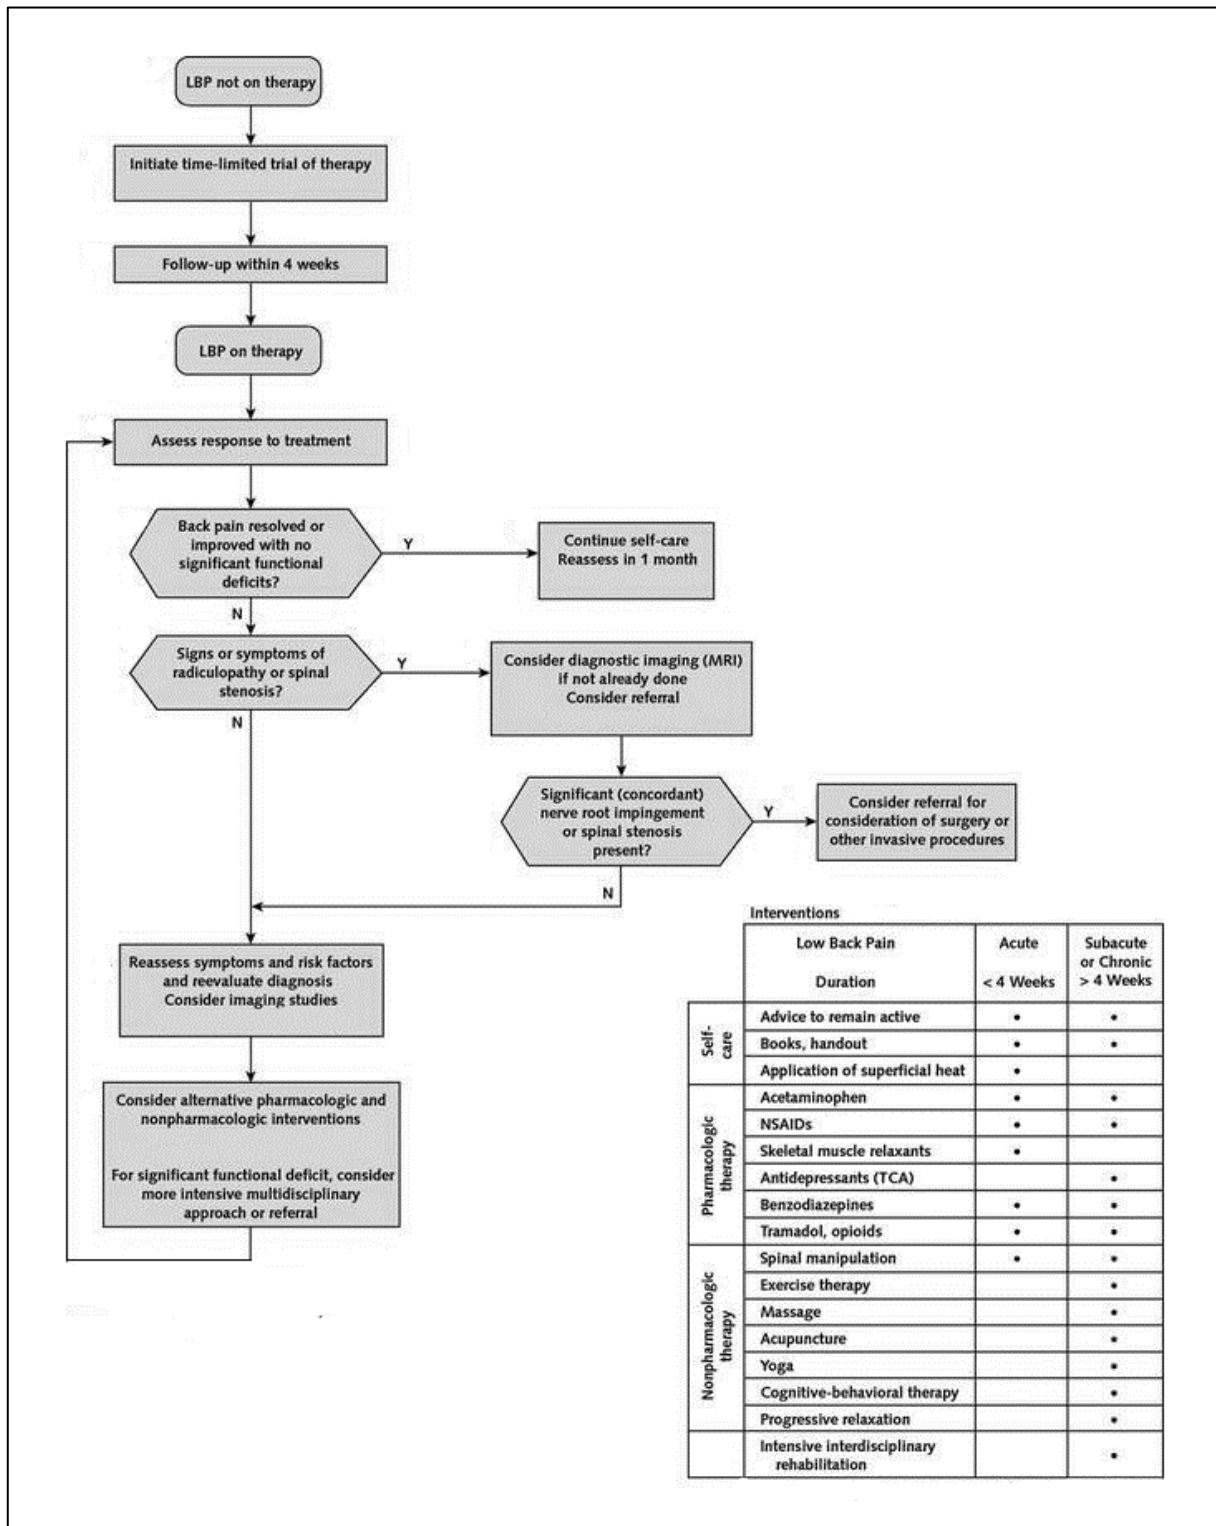 LBP not on therapy
Initiate time-limited trial of therapy
Follow-up within 4 weeks
LBP on therapy
Assess response to treatment
Back pain resolved or
improved with no
significant functional
deficits?
Y
Continue self-care
Reassess in 1 month
N
Signs or symptoms of
radiculopathy or spinal
stenosis?
Y
Consider diagnostic imaging (MRI)
if not already done
Consider referral
N
Significant (concordant)
nerve root impingement
or spinal stenosis
present?
Y
Consider referral for
consideration of surgery or
other invasive procedures
N
Reassess symptoms and risk factors
and reevaluate diagnosis
Consider imaging studies
Consider alternative pharmacologic and
nonpharmacologic interventions
For significant functional deficit, consider
more intensive multidisciplinary
approach or referral
Interventions
Low Back Pain
Duration
Acute
< 4 Weeks
Subacute
or Chronic
> 4 Weeks
Self-
care
Advice to remain active • •
Books, handout • •
Application of superficial heat •
Pharmacologic
therapy
Acetaminophen • •
NSAIDs • •
Skeletal muscle relaxants •
Antidepressants (TCA) •
Benzodiazepines • •
Tramadol, opioids • •
Nonpharmacologic
therapy
Spinal manipulation • •
Exercise therapy •
Massage •
Acupuncture •
Yoga •
Cognitive-behavioral therapy •
Progressive relaxation •
Intensive interdisciplinary
rehabilitation •